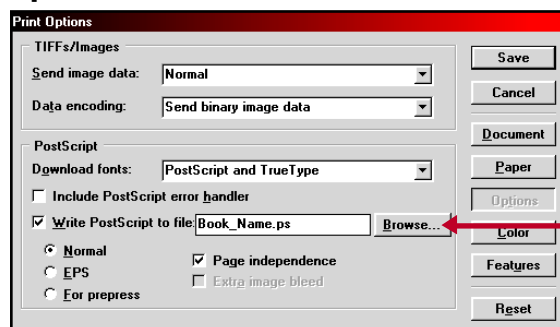 Print Options
TIFFs/Images
Send image data: Normal
Data encoding: Send binary image data
PostScript
Download fonts: PostScript and TrueType
Include PostScript error handler
Write PostScript to file: Book_Name.ps Browse...
Normal
EPS
For prepress
Page independence
Extra image bleed
Save
Cancel
Document
Paper
Options
Color
Features
Reset